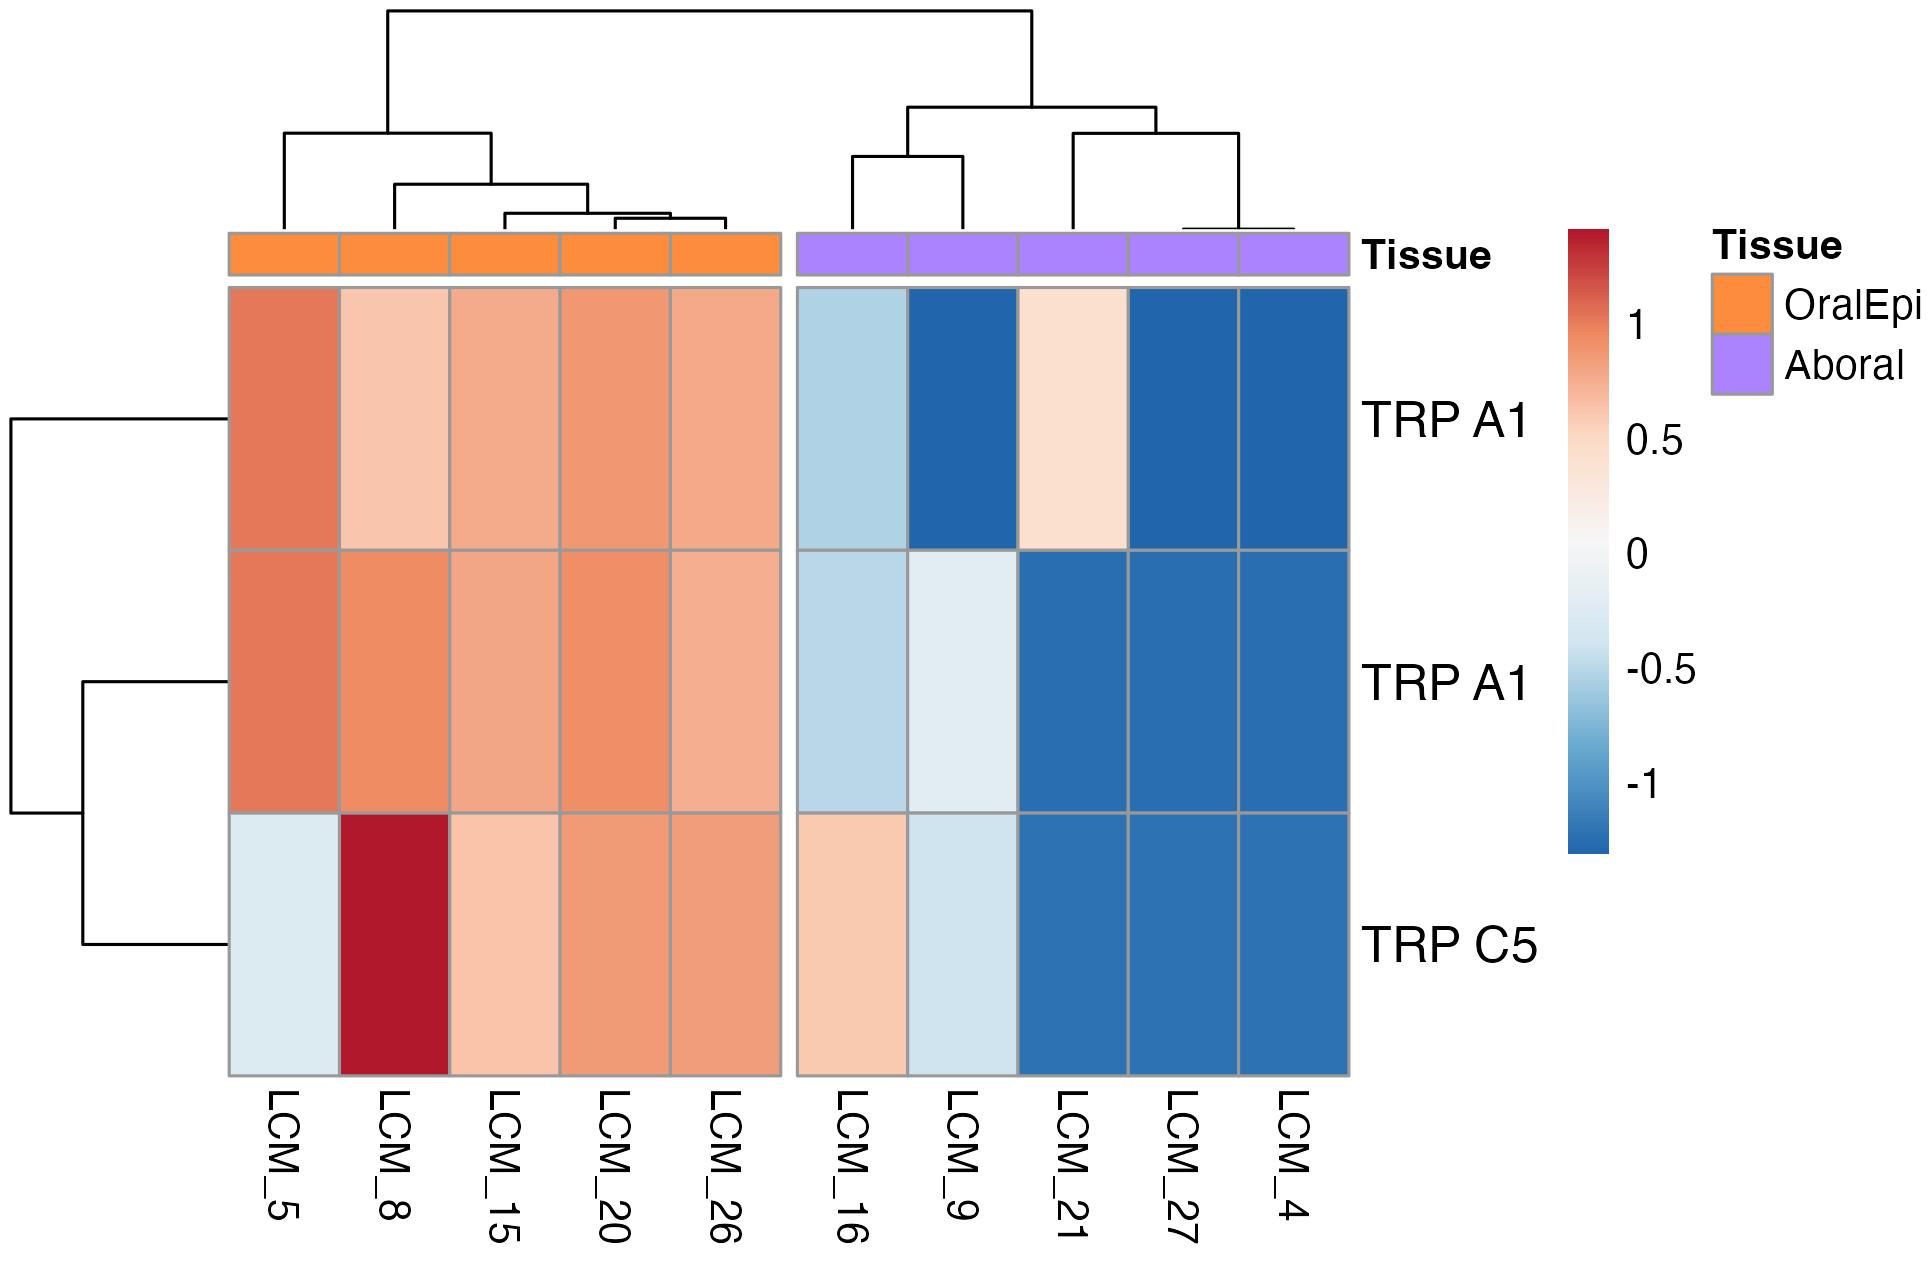 Tissue
TRP A1
TRP A1
TRP C5
LCM_5
LCM_8
LCM_15
LCM_20
LCM_26
LCM_16
LCM_9
LCM_21
LCM_27
LCM_4
1
0.5
0
-0.5
-1
Tissue
OralEpi
Aboral